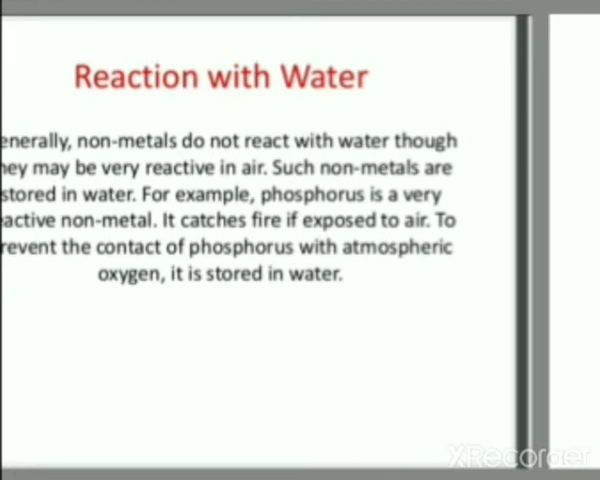 Reaction with Water
enerally, non-metals do not react with water though
hey may be very reactive in air. Such non-metals are
stored in water. For example, phosphorus is a very
active non-metal. It catches fire if exposed to air. To
revent the contact of phosphorus with atmospheric
oxygen, it is stored in water.
XRecorder